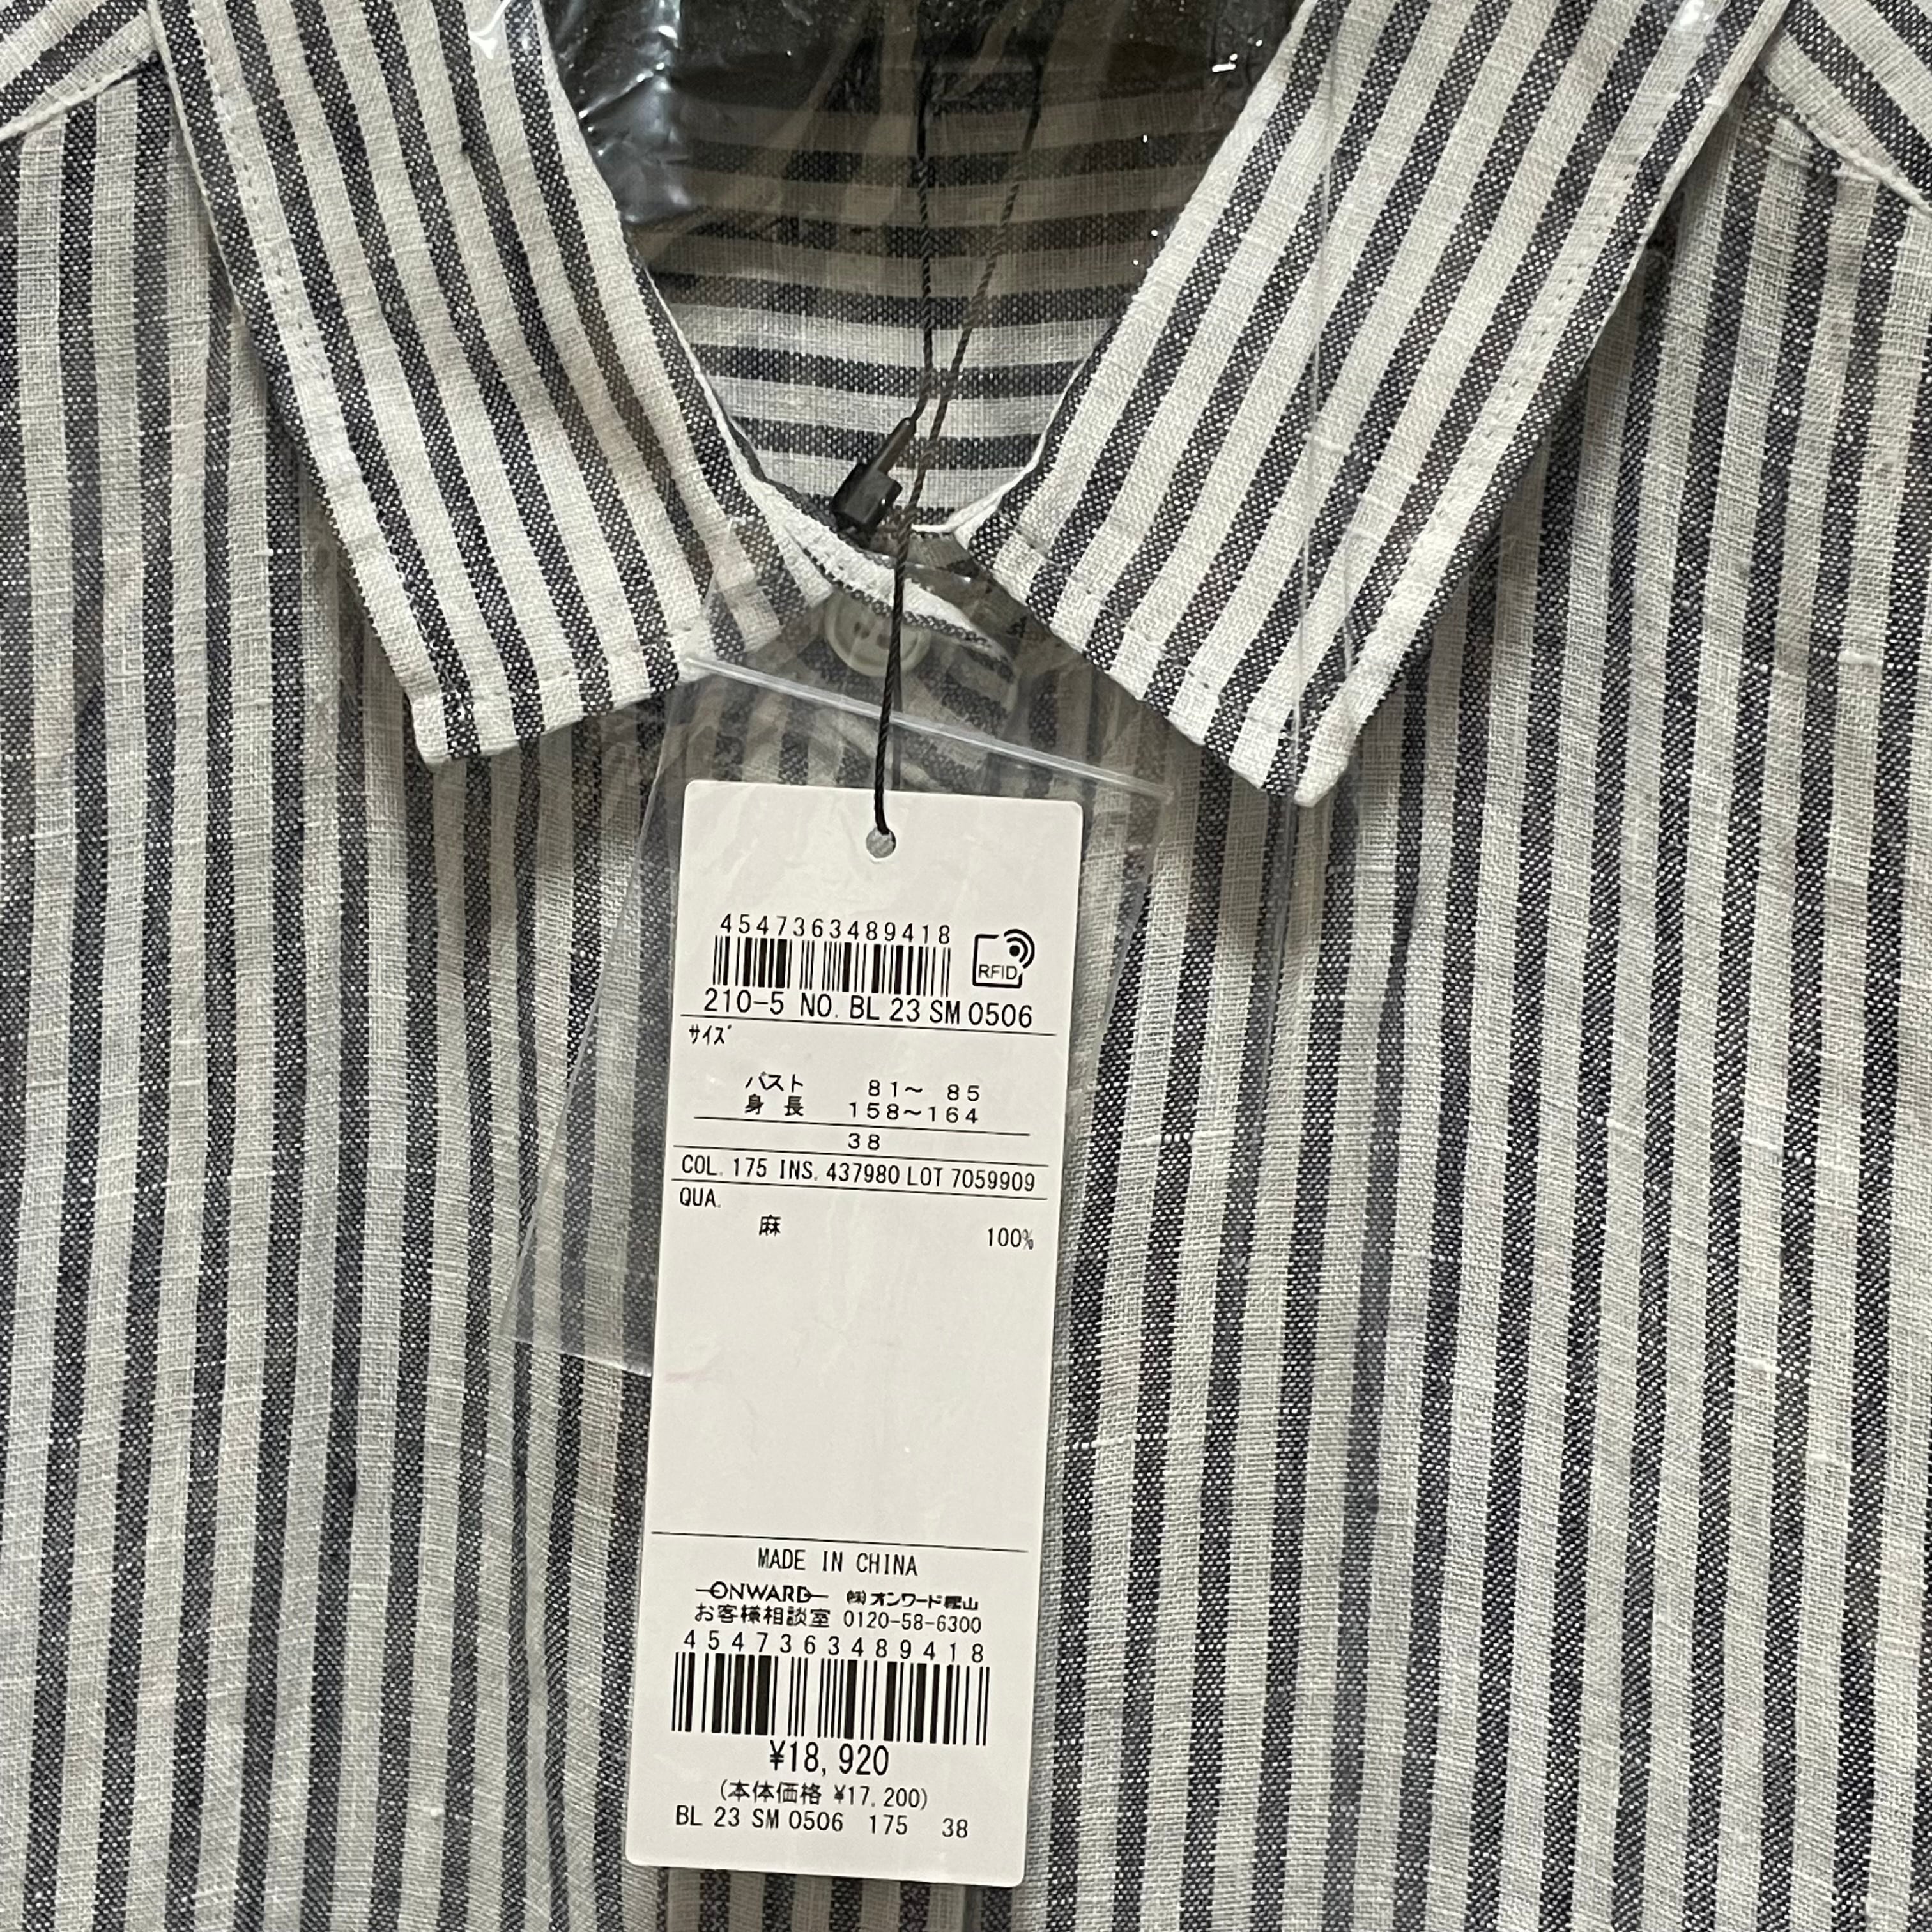 4547363489418
RFID
210-5 NO. BL 23 SM 0506
サイズ
バスト 81～ 85
身長 158～164
38
COL. 175 INS. 437980 LOT 7059909
QUA.
麻 100%
MADE IN CHINA
ONWARD ㈱オンワード樫山
お客様相談室 0120-58-6300
4547363489418
¥18,920
(本体価格 ¥17,200)
BL 23 SM 0506 175 38